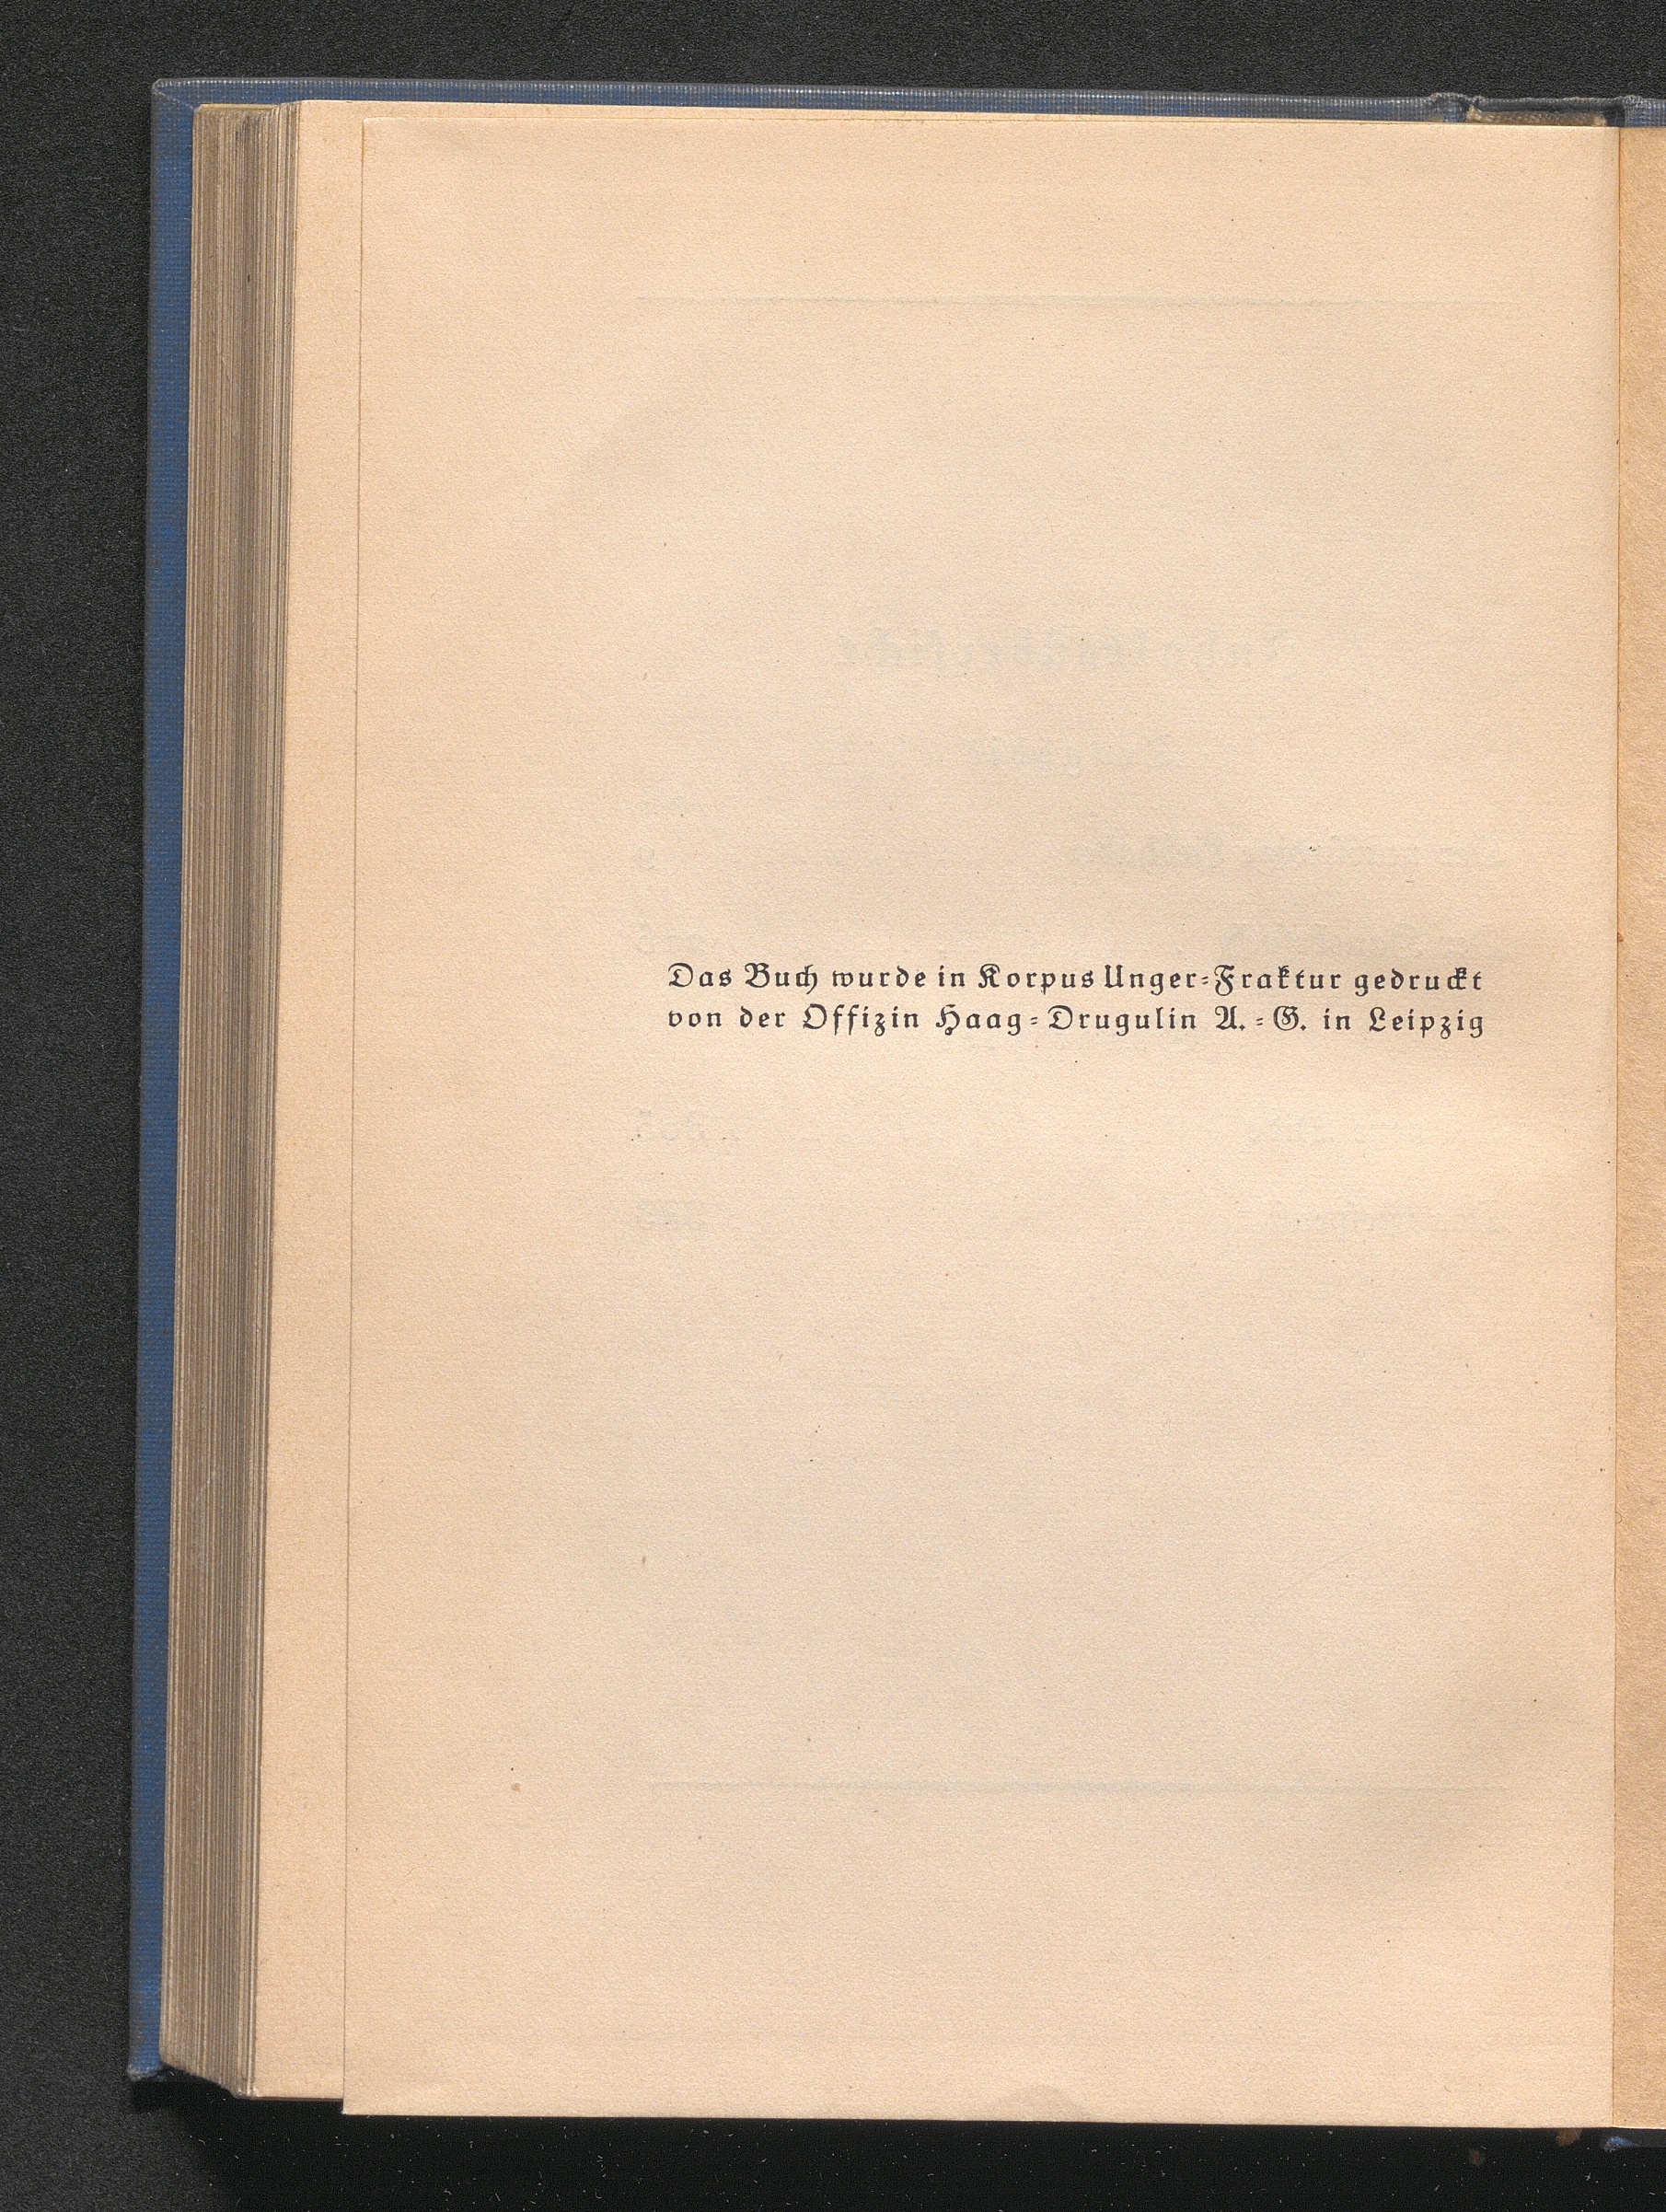 Das Buch wurde in Korpus Unger-Fraktur gedruckt
von der Offizin Haag-Drugulin A.-G. in Leipzig